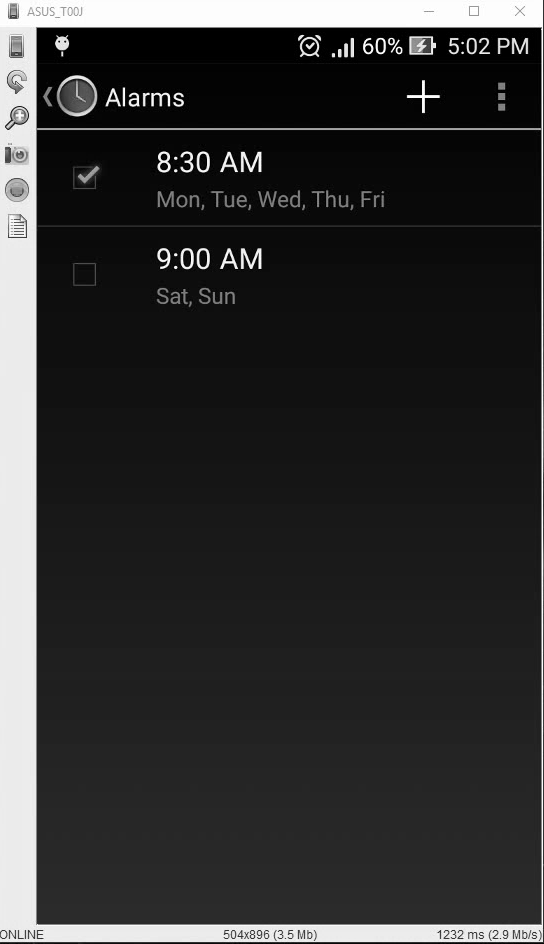 ASUS_T00J
60% 5:02 PM
Alarms
8:30 AM
Mon, Tue, Wed, Thu, Fri
9:00 AM
Sat, Sun
ONLINE 504x896 (3.5 Mb) 1232 ms (2.9 Mb/s)